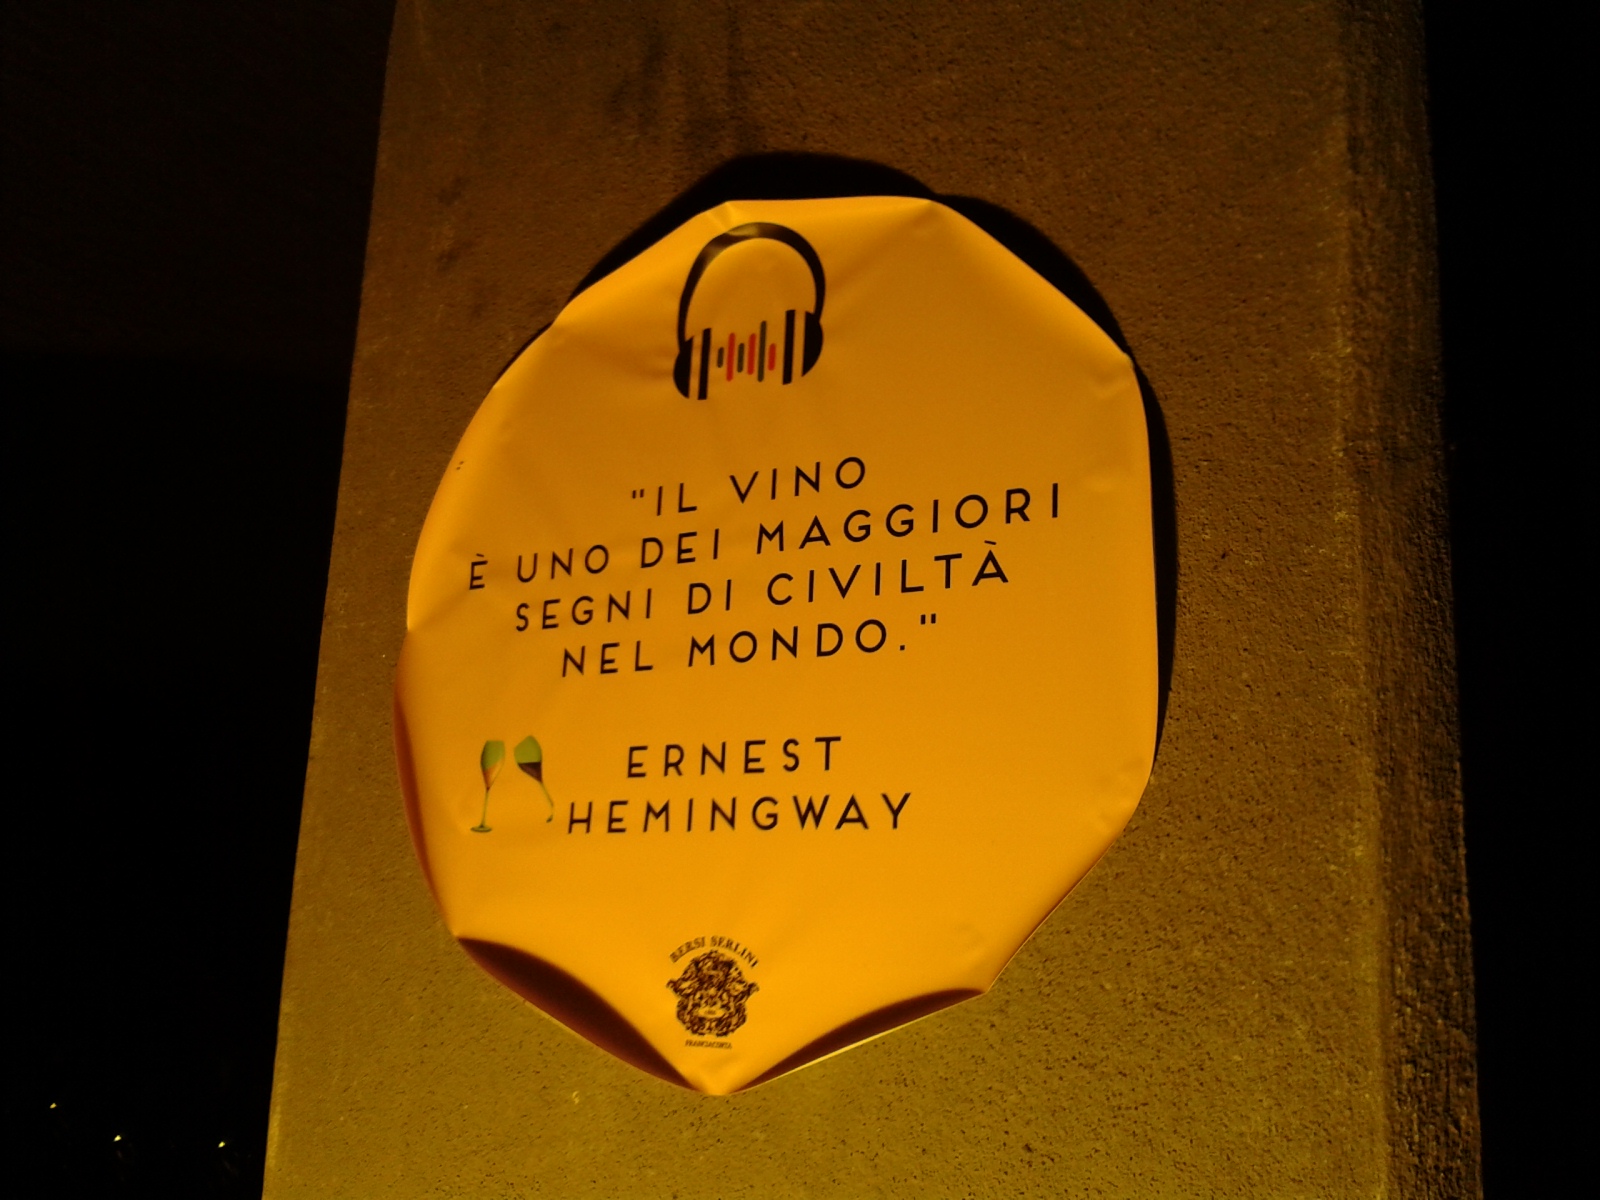 "IL VINO
È UNO DEI MAGGIORI
SEGNI DI CIVILTÀ
NEL MONDO."
ERNEST
HEMINGWAY
BERSI SERLINI
FRANCIACORTA